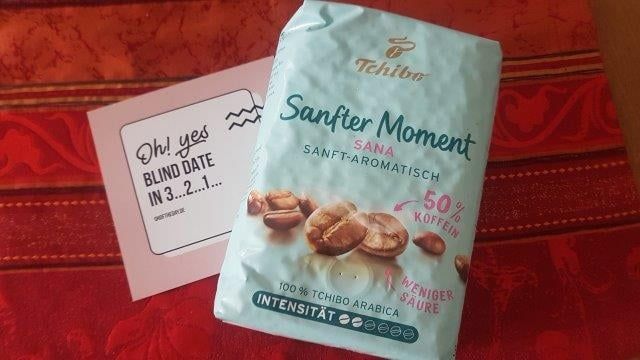 Oh! yes
BLIND DATE
IN 3...2...1...
Tchibo
Sanfter Moment
SANA
SANFT-AROMATISCH
50%
KOFFEIN
WENIGER
SÄURE
100% TCHIBO ARABICA
INTENSITÄT